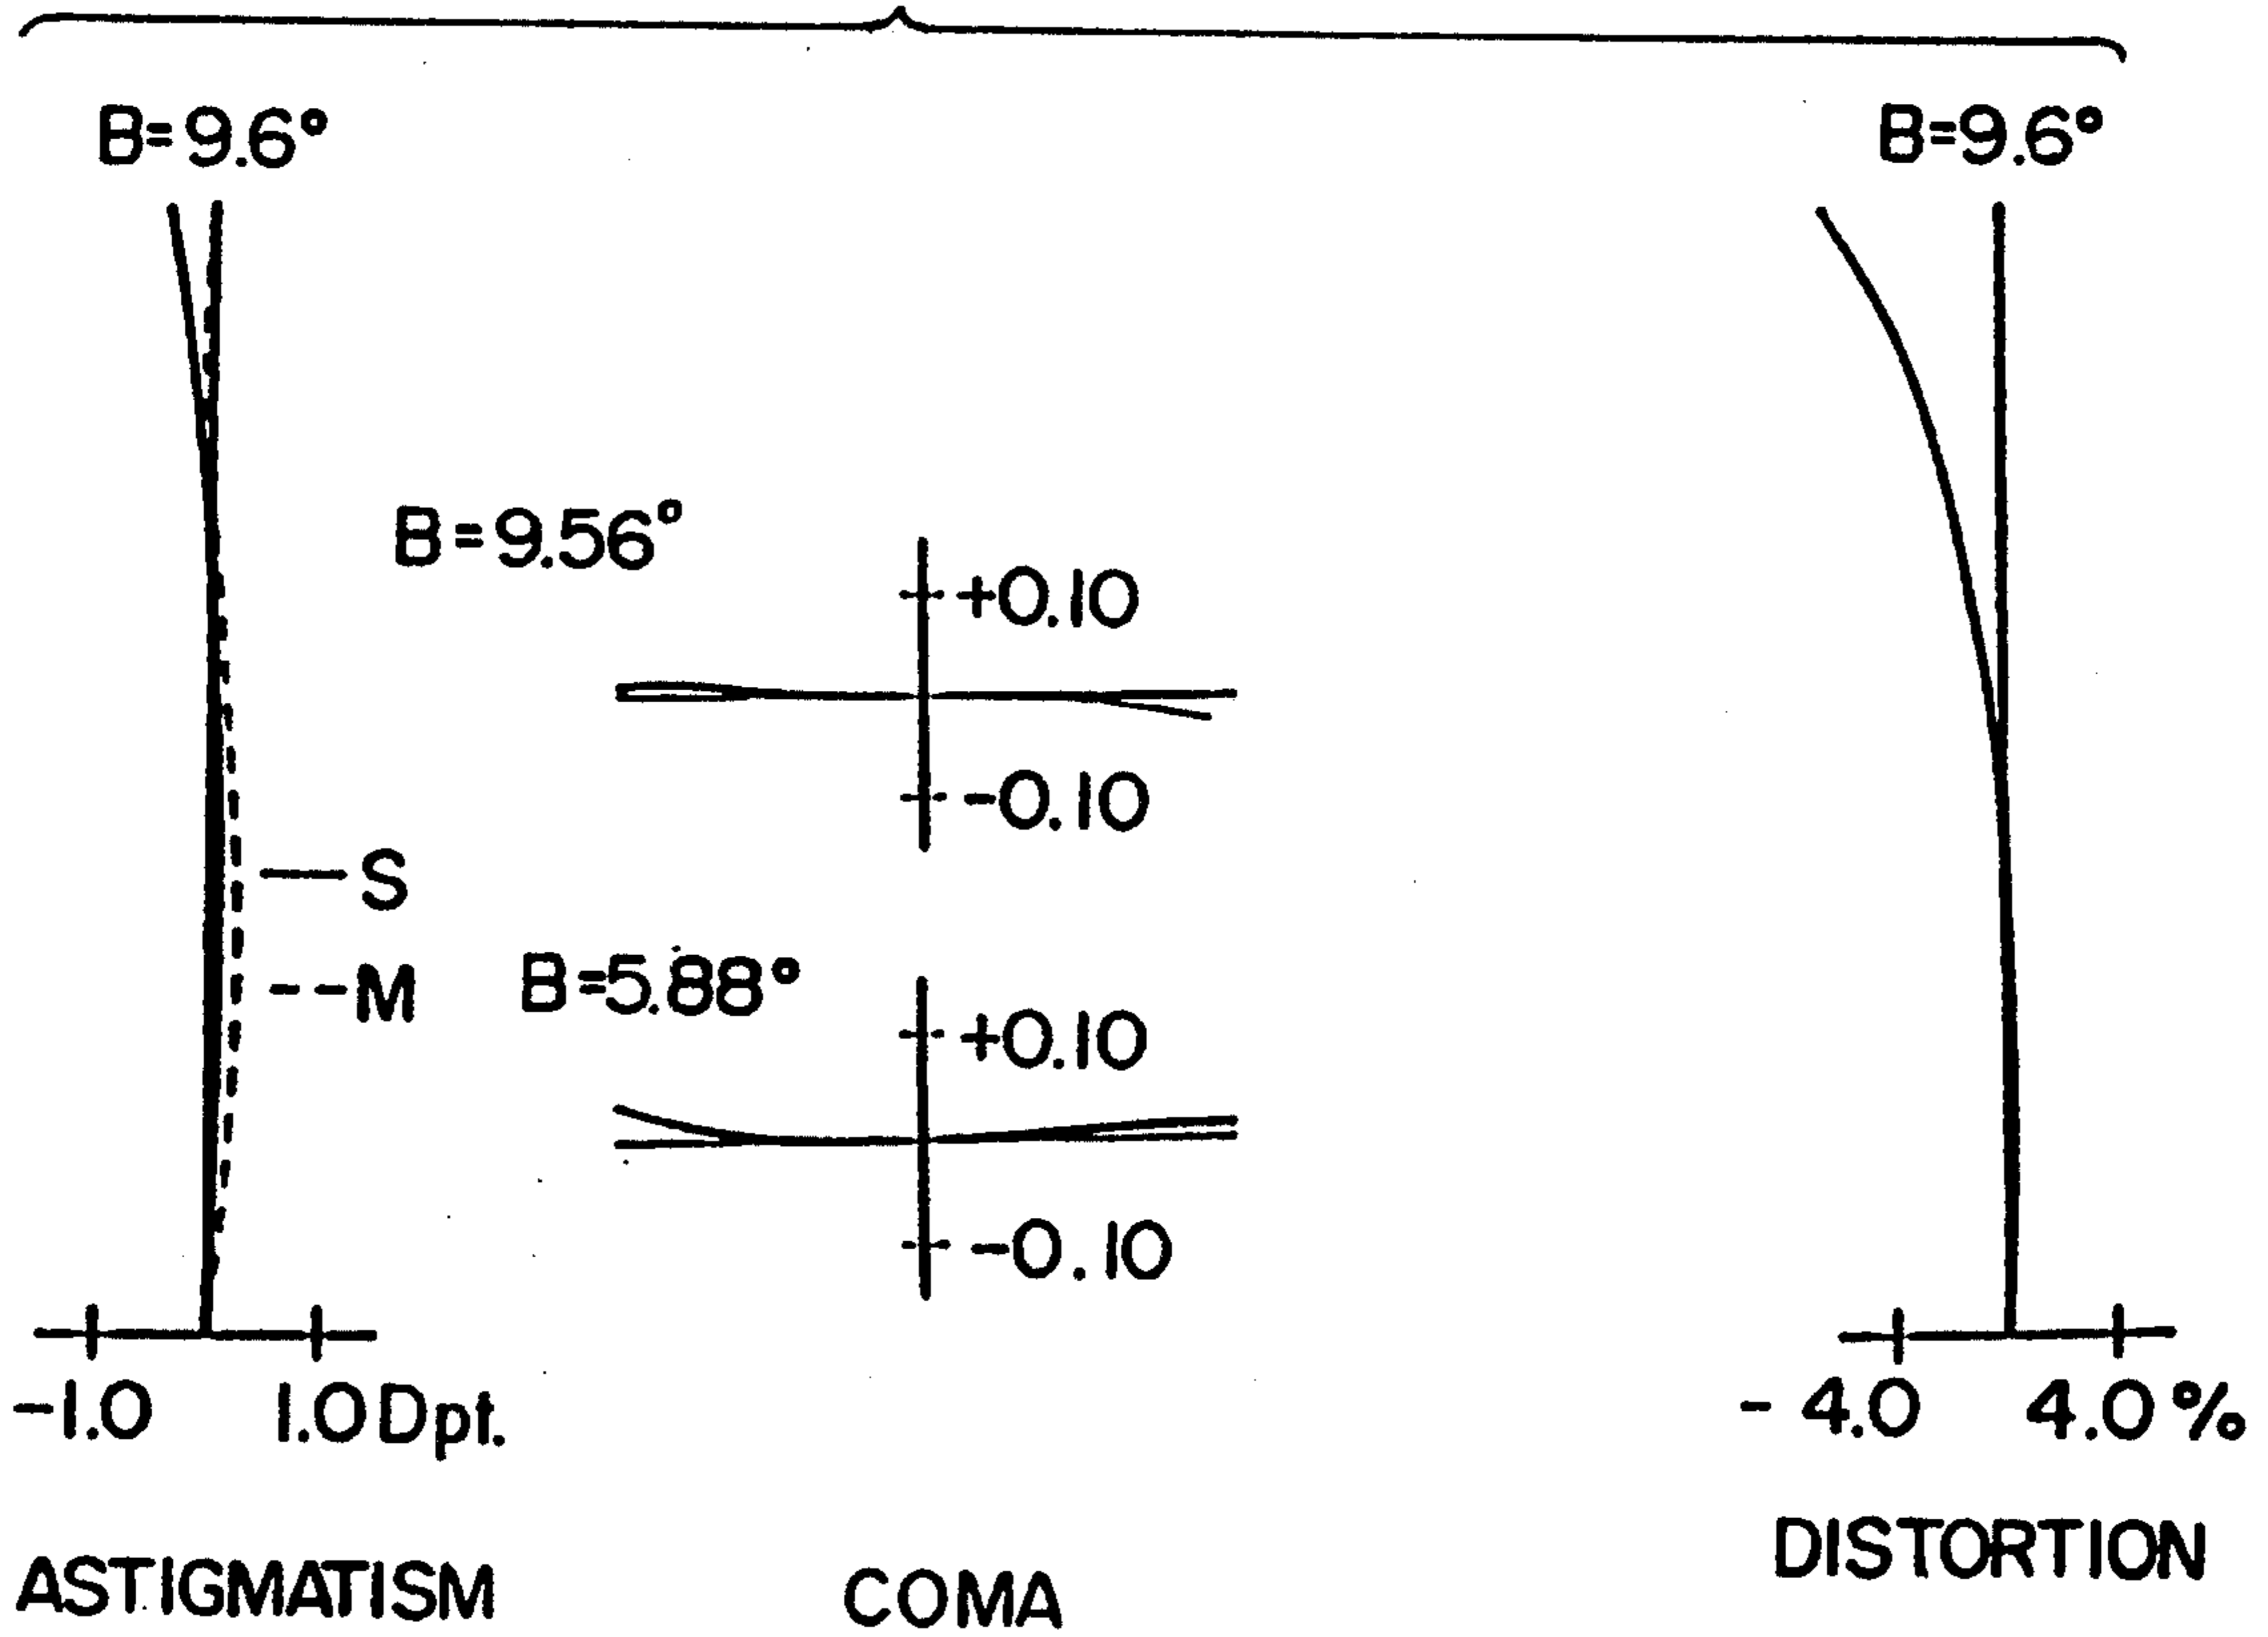 B=9.6°
B=9.6°
B=9.56°
+0.10
-0.10
S
M
B=5.88°
+0.10
-0.10
-1.0
1.0 Dpt.
-4.0
4.0%
ASTIGMATISM
COMA
DISTORTION